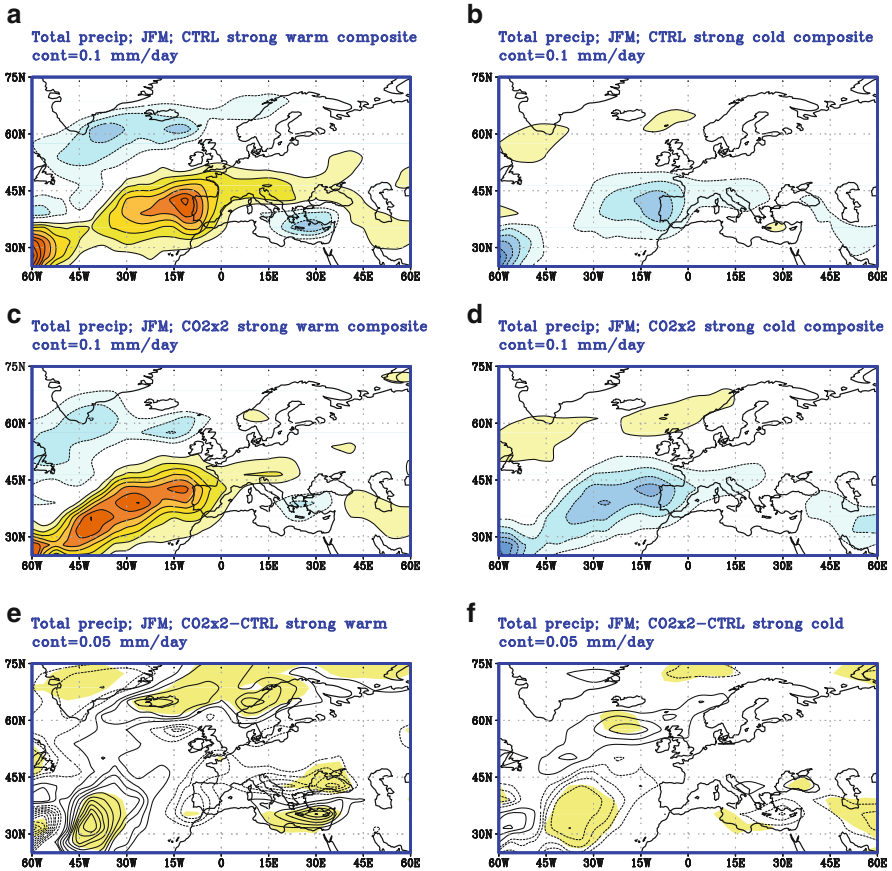 a
Total precip; JFM; CTRL strong warm composite
cont=0.1 mm/day
75N
60N
45N
30N
60W 45W 30W 15W 0 15E 30E 45E 60E
b
Total precip; JFM; CTRL strong cold composite
cont=0.1 mm/day
75N
60N
45N
30N
60W 45W 30W 15W 0 15E 30E 45E 60E
c
Total precip; JFM; CO2x2 strong warm composite
cont=0.1 mm/day
75N
60N
45N
30N
60W 45W 30W 15W 0 15E 30E 45E 60E
d
Total precip; JFM; CO2x2 strong cold composite
cont=0.1 mm/day
75N
60N
45N
30N
60W 45W 30W 15W 0 15E 30E 45E 60E
e
Total precip; JFM; CO2x2-CTRL strong warm
cont=0.05 mm/day
75N
60N
45N
30N
60W 45W 30W 15W 0 15E 30E 45E 60E
f
Total precip; JFM; CO2x2-CTRL strong cold
cont=0.05 mm/day
75N
60N
45N
30N
60W 45W 30W 15W 0 15E 30E 45E 60E